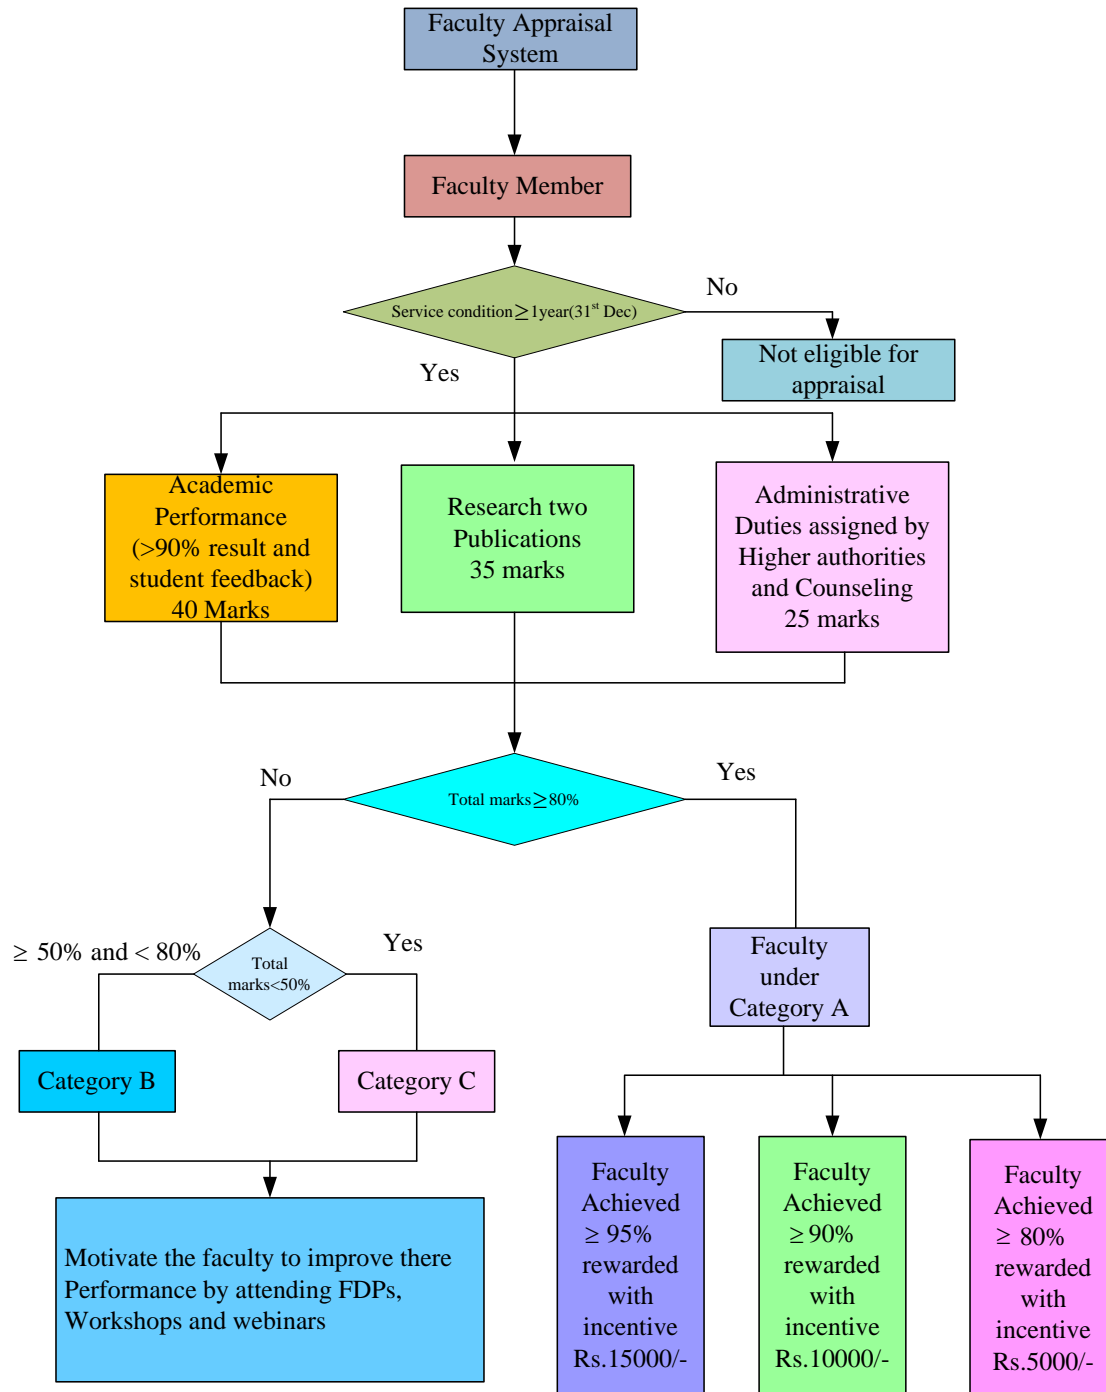 Faculty Appraisal
System
Faculty Member
Service condition≥1year(31st Dec)
No
Not eligible for
appraisal
Yes
Academic
Performance
(>90% result and
student feedback)
40 Marks
Research two
Publications
35 marks
Administrative
Duties assigned by
Higher authorities
and Counseling
25 marks
No
Total marks≥80%
Yes
≥ 50% and < 80%
Total
marks<50%
Yes
Faculty
under
Category A
Category B
Category C
Motivate the faculty to improve there
Performance by attending FDPs,
Workshops and webinars
Faculty
Achieved
≥ 95%
rewarded
with
incentive
Rs.15000/-
Faculty
Achieved
≥ 90%
rewarded
with
incentive
Rs.10000/-
Faculty
Achieved
≥ 80%
rewarded
with
incentive
Rs.5000/-